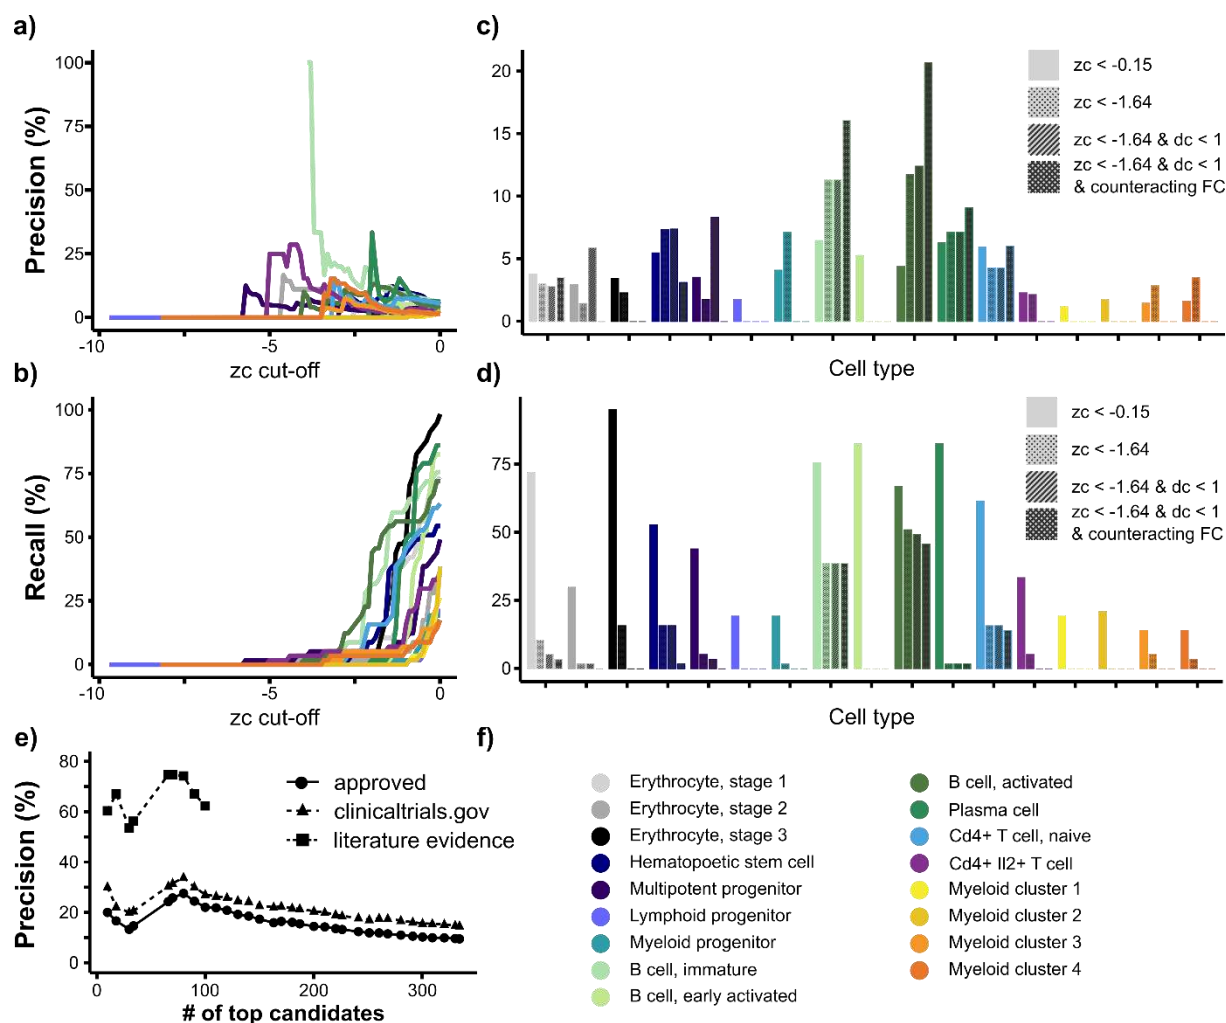 a)
Precision (%)
100
75
50
25
0
-10
-5
0
zc cut-off
c)
20
15
10
5
0
Cell type
zc < -0.15
zc < -1.64
zc < -1.64 & dc < 1
zc < -1.64 & dc < 1
& counteracting FC
b)
Recall (%)
100
75
50
25
0
-10
-5
0
zc cut-off
d)
75
50
25
0
Cell type
zc < -0.15
zc < -1.64
zc < -1.64 & dc < 1
zc < -1.64 & dc < 1
& counteracting FC
e)
Precision (%)
80
60
40
20
0
0
100
200
300
# of top candidates
approved
clinicaltrials.gov
literature evidence
f)
Erythrocyte, stage 1
Erythrocyte, stage 2
Erythrocyte, stage 3
Hematopoetic stem cell
Multipotent progenitor
Lymphoid progenitor
Myeloid progenitor
B cell, immature
B cell, early activated
B cell, activated
Plasma cell
Cd4+ T cell, naive
Cd4+ Il2+ T cell
Myeloid cluster 1
Myeloid cluster 2
Myeloid cluster 3
Myeloid cluster 4